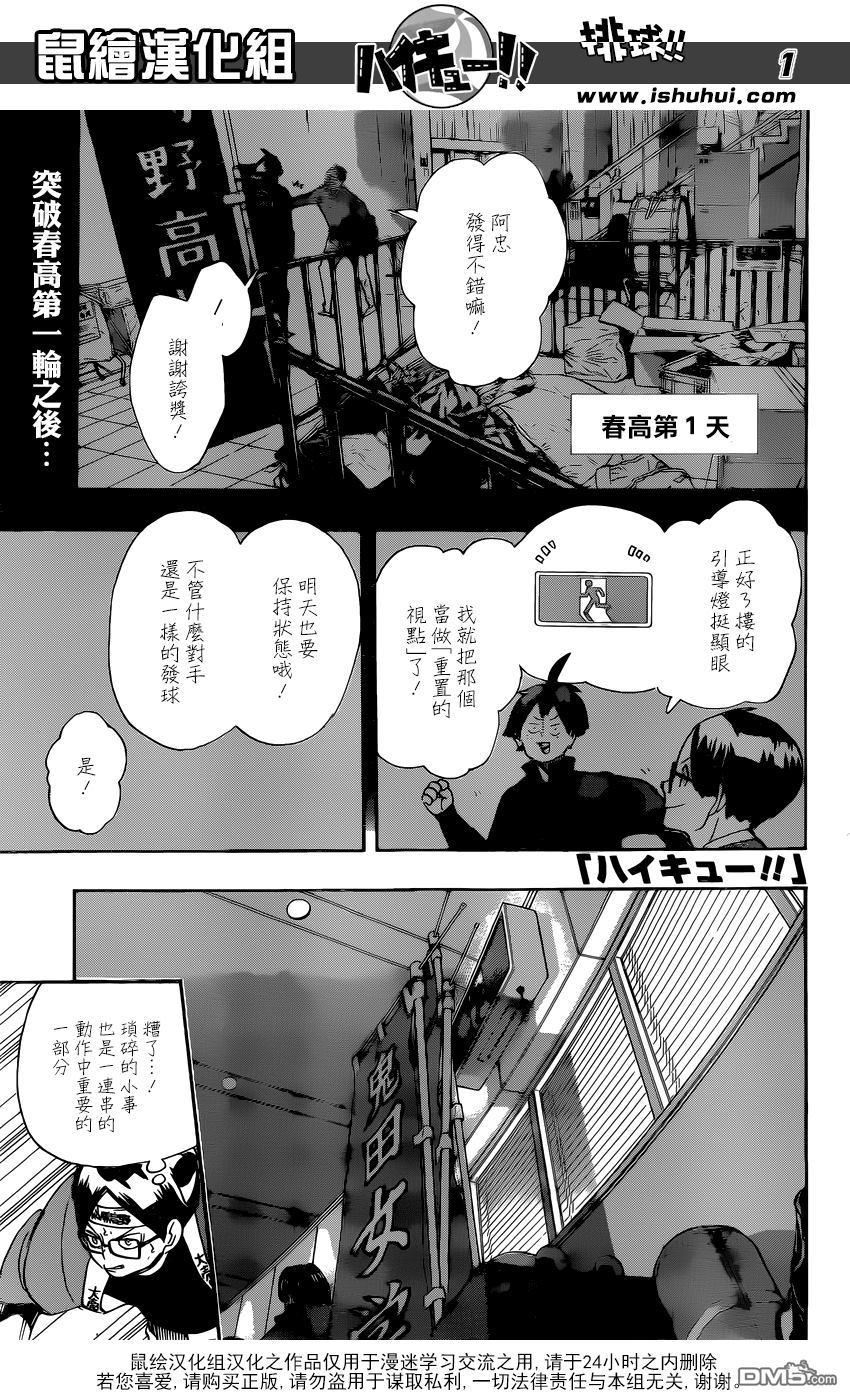 鼠繪漢化組
ハイキュー!!
排球!!
1
www.ishuhui.com
突破春高第一輪之後…
野高
阿忠
發得不錯嘛!
謝謝誇獎!
春高第1天
正好3樓的
引導燈挺顯眼
我就把那個
當做「重置的
視點」了!
明天也要
保持狀態哦!
不管什麼對手
還是一樣的發球
是!
「ハイキュー!!」
鬼田女学
糟了…!
瑣碎的小事
也是一連串的
動作中重要的
一部分
鼠绘汉化组汉化之作品仅用于漫迷学习交流之用, 请于24小时之内删除
若您喜爱, 请购买正版, 请勿盗用于谋取私利, 一切法律责任与本组无关, 谢谢.
DM5.com